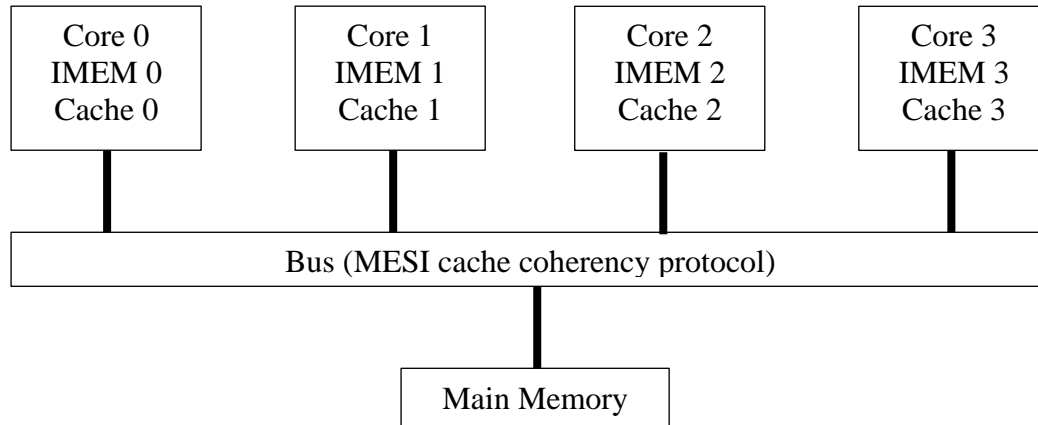 Core 0
IMEM 0
Cache 0
Core 1
IMEM 1
Cache 1
Core 2
IMEM 2
Cache 2
Core 3
IMEM 3
Cache 3
Bus (MESI cache coherency protocol)
Main Memory